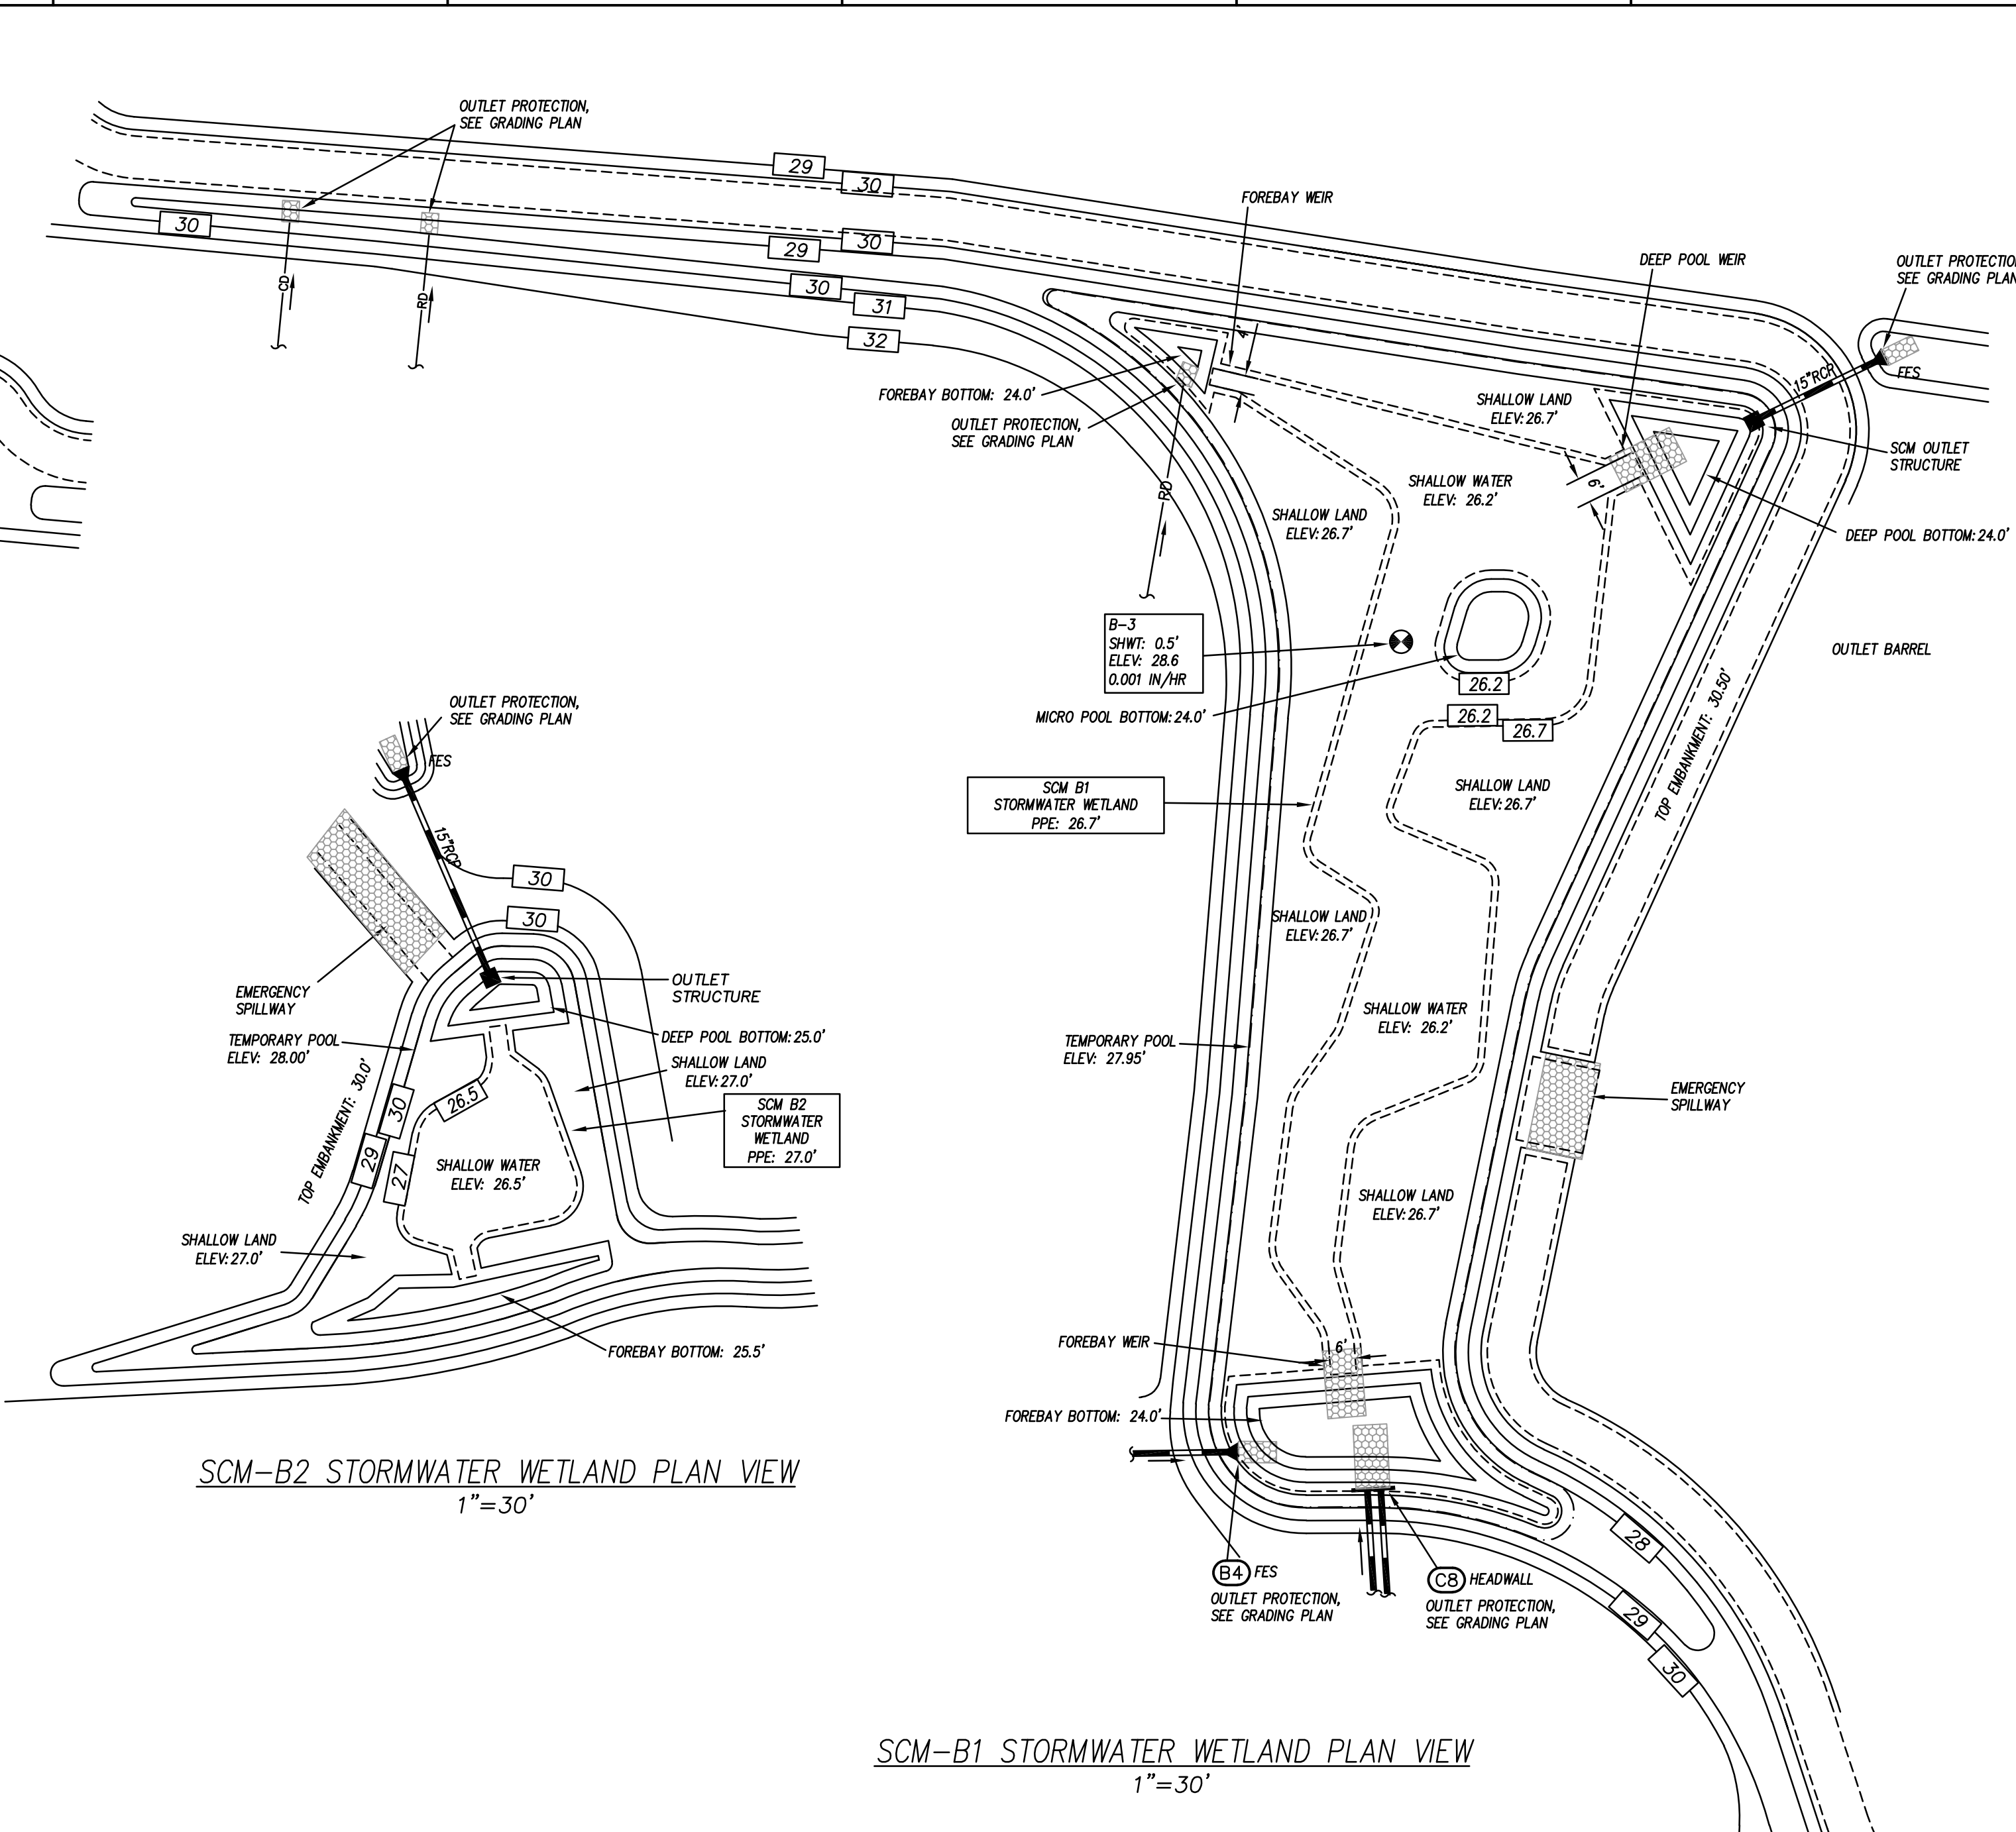 OUTLET PROTECTION,
SEE GRADING PLAN
29
30
30
CD
RD
29
30
30
31
32
FOREBAY WEIR
4'
DEEP POOL WEIR
SEE GRADING PLAN
15"RCP
FES
FOREBAY BOTTOM: 24.0'
OUTLET PROTECTION,
SEE GRADING PLAN
SHALLOW LAND
ELEV:26.7'
SCM OUTLET
STRUCTURE
RD
SHALLOW WATER
ELEV: 26.2'
6'
SHALLOW LAND
ELEV:26.7'
DEEP POOL BOTTOM:24.0'
B-3
SHWT: 0.5'
ELEV: 28.6
0.001 IN/HR
OUTLET BARREL
26.2
MICRO POOL BOTTOM:24.0'
26.2
26.7
TOP EMBANKMENT: 30.50'
SCM B1
STORMWATER WETLAND
PPE: 26.7'
SHALLOW LAND
ELEV:26.7'
SHALLOW LAND
ELEV:26.7'
SHALLOW WATER
ELEV: 26.2'
TEMPORARY POOL
ELEV: 27.95'
EMERGENCY
SPILLWAY
SHALLOW LAND
ELEV:26.7'
FOREBAY WEIR
6'
FOREBAY BOTTOM: 24.0'
B4 FES
OUTLET PROTECTION,
SEE GRADING PLAN
C8 HEADWALL
OUTLET PROTECTION,
SEE GRADING PLAN
28
29
30
SCM-B1 STORMWATER WETLAND PLAN VIEW
1"=30'
OUTLET PROTECTION,
SEE GRADING PLAN
FES
15"RCP
30
30
EMERGENCY
SPILLWAY
OUTLET
STRUCTURE
TEMPORARY POOL
ELEV: 28.00'
DEEP POOL BOTTOM:25.0'
SHALLOW LAND
ELEV:27.0'
TOP EMBANKMENT: 30.0'
30
26.5
29
27
SCM B2
STORMWATER
WETLAND
PPE: 27.0'
SHALLOW WATER
ELEV: 26.5'
SHALLOW LAND
ELEV:27.0'
FOREBAY BOTTOM: 25.5'
SCM-B2 STORMWATER WETLAND PLAN VIEW
1"=30'